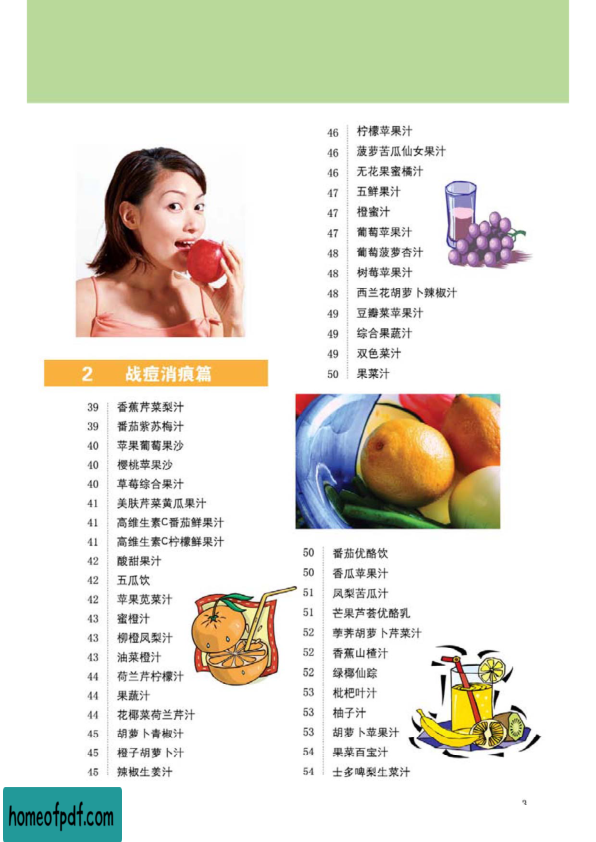 2 战痘消痕篇
39 香蕉芹菜梨汁
39 番茄紫苏梅汁
40 苹果葡萄果沙
40 樱桃苹果沙
40 草莓综合果汁
41 美肤芹菜黄瓜果汁
41 高维生素C番茄鲜果汁
41 高维生素C柠檬鲜果汁
42 酸甜果汁
42 五瓜饮
42 苹果苋菜汁
43 蜜橙汁
43 柳橙凤梨汁
43 油菜橙汁
44 荷兰芹柠檬汁
44 果蔬汁
44 花椰菜荷兰芹汁
45 胡萝卜青椒汁
45 橙子胡萝卜汁
45 辣椒生姜汁
46 柠檬苹果汁
46 菠萝苦瓜仙女果汁
46 无花果蜜橘汁
47 五鲜果汁
47 橙蜜汁
47 葡萄苹果汁
48 葡萄菠萝杏汁
48 树莓苹果汁
48 西兰花胡萝卜辣椒汁
49 豆瓣菜苹果汁
49 综合果蔬汁
49 双色菜汁
50 果菜汁
50 番茄优酪饮
50 香瓜苹果汁
51 凤梨苦瓜汁
51 芒果芦荟优酪乳
52 荸荠胡萝卜芹菜汁
52 香蕉山楂汁
52 绿椰仙踪
53 枇杷叶汁
53 柚子汁
53 胡萝卜苹果汁
54 果菜百宝汁
54 士多啤梨生菜汁
3
homeofpdf.com